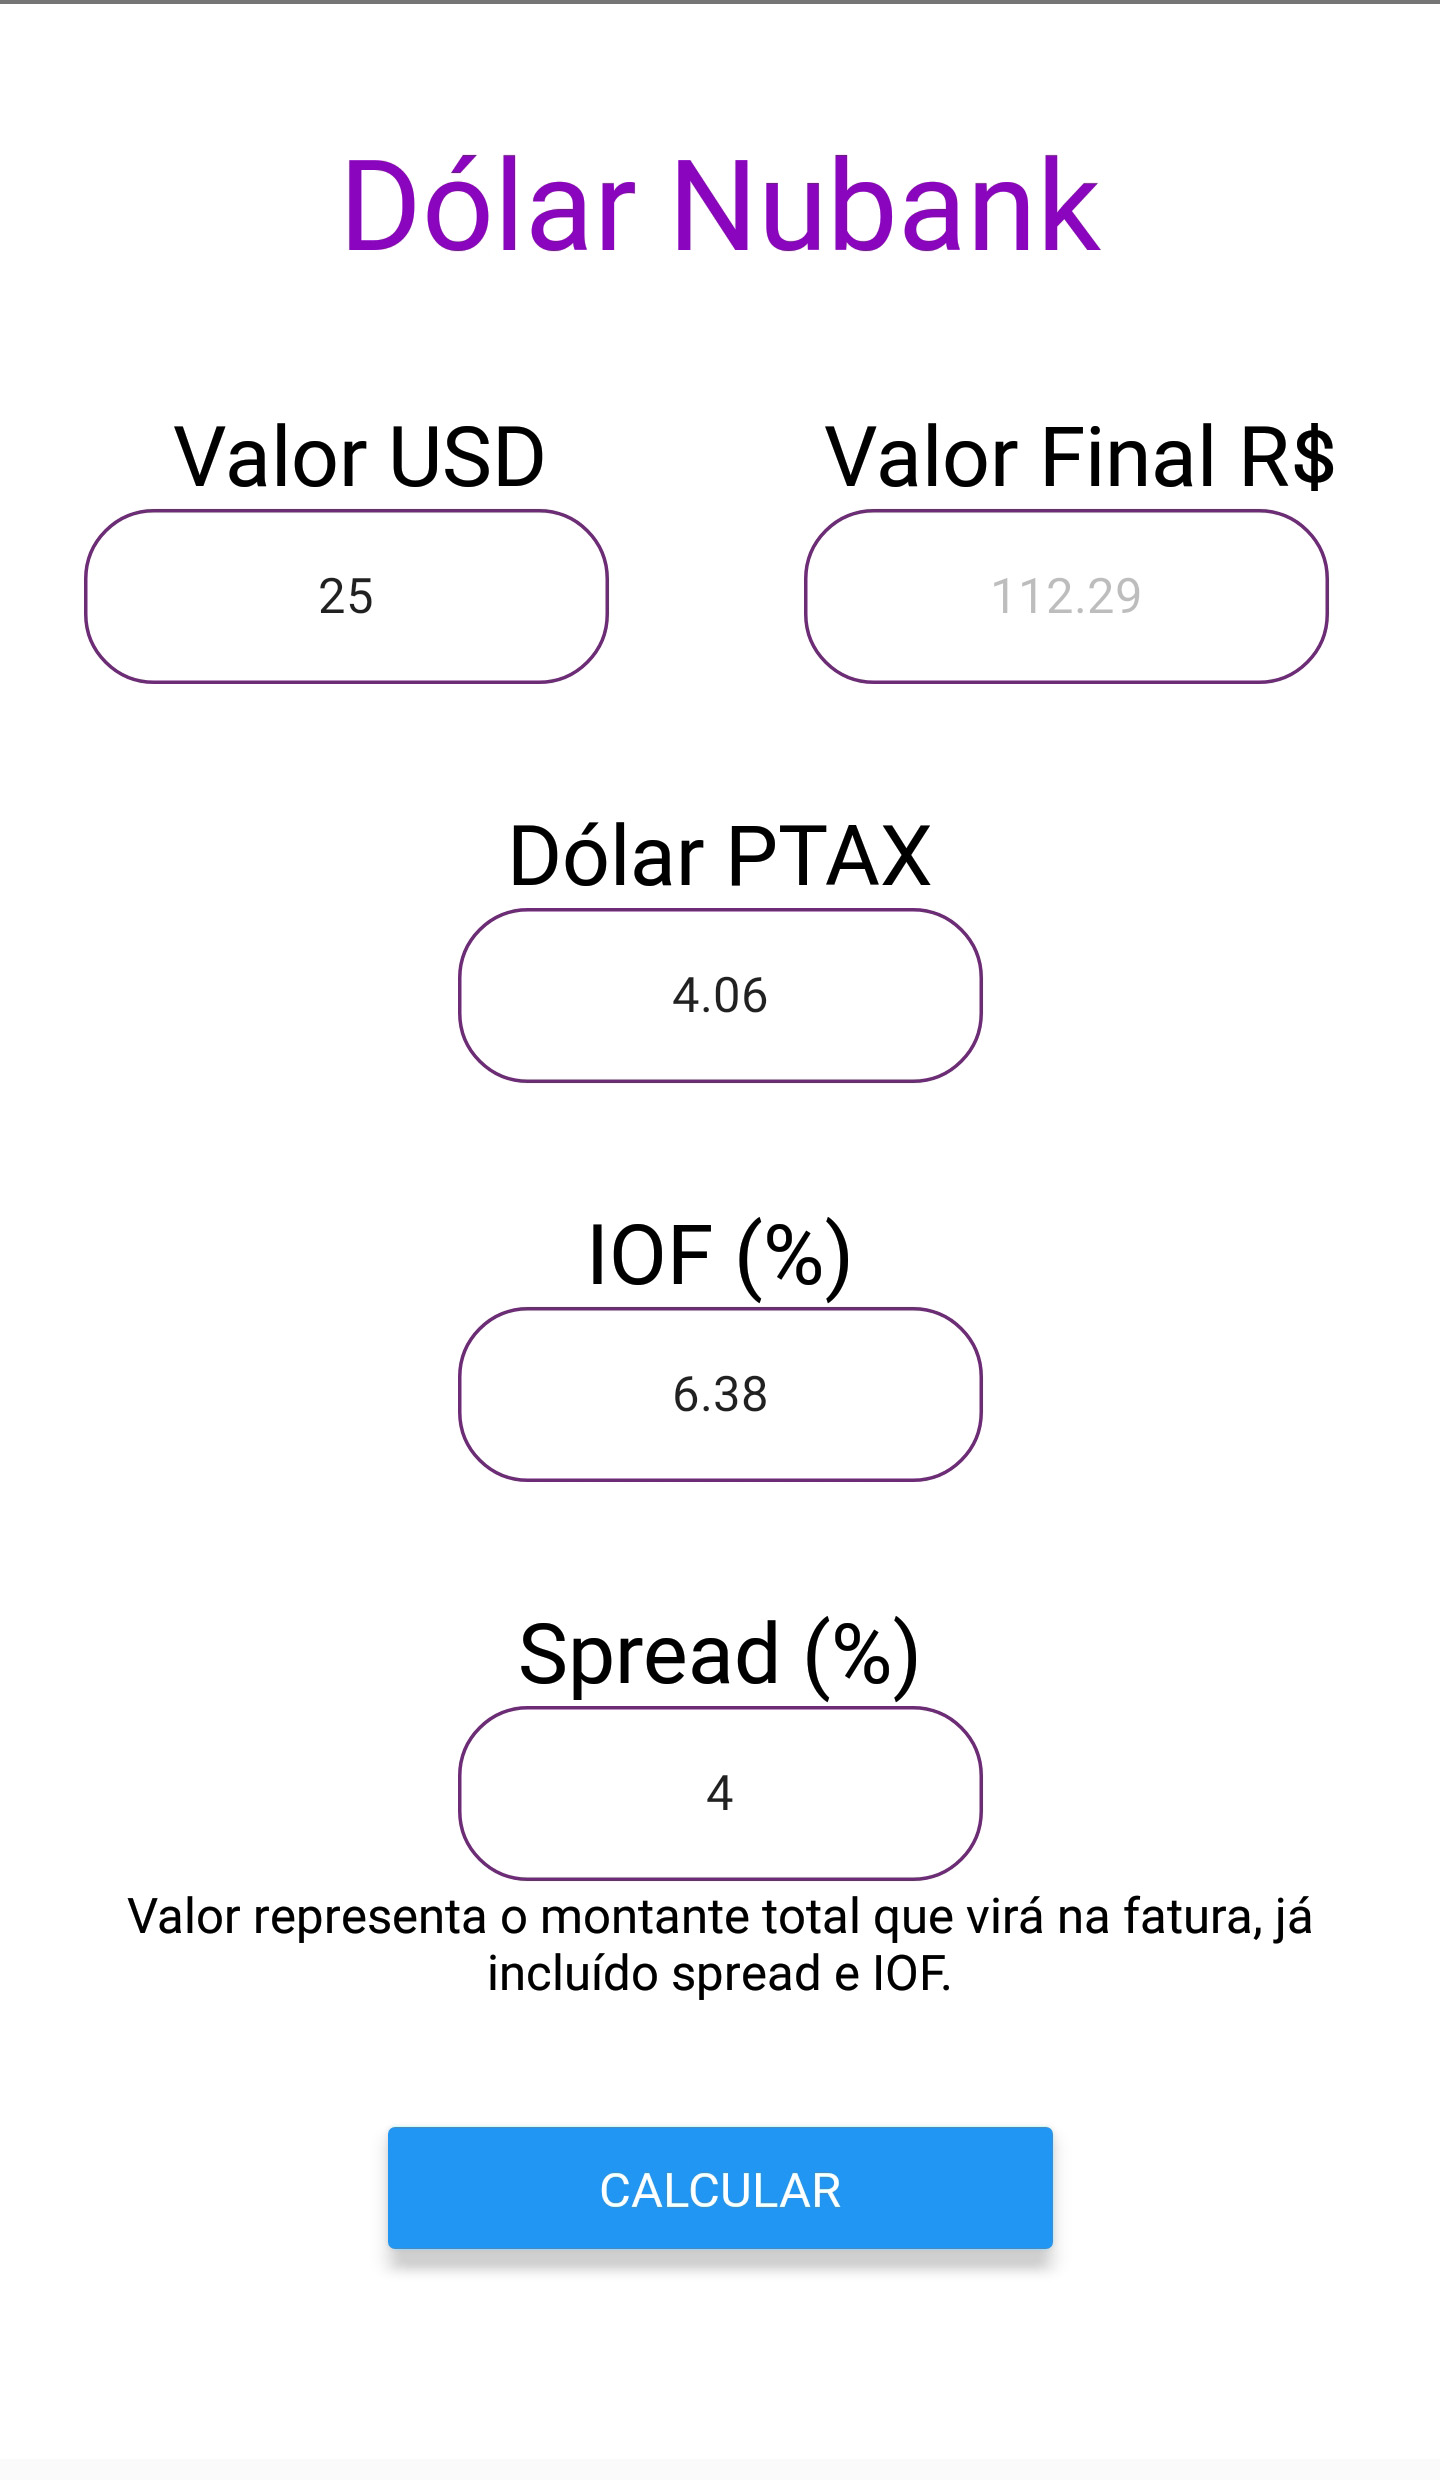 Dólar Nubank
Valor USD
Valor Final R$
25
112.29
Dólar PTAX
4.06
IOF (%)
6.38
Spread (%)
4
Valor representa o montante total que virá na fatura, já
incluído spread e IOF.
CALCULAR